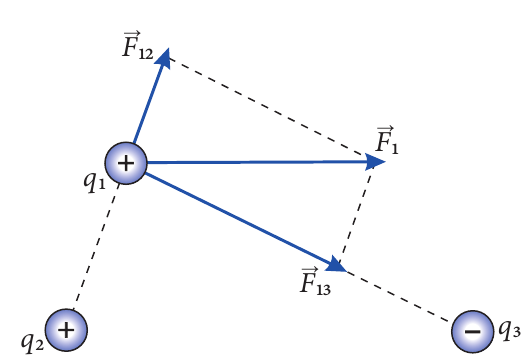 F⃗₁₂
F⃗₁
+
q₁
F⃗₁₃
q₂ +
− q₃